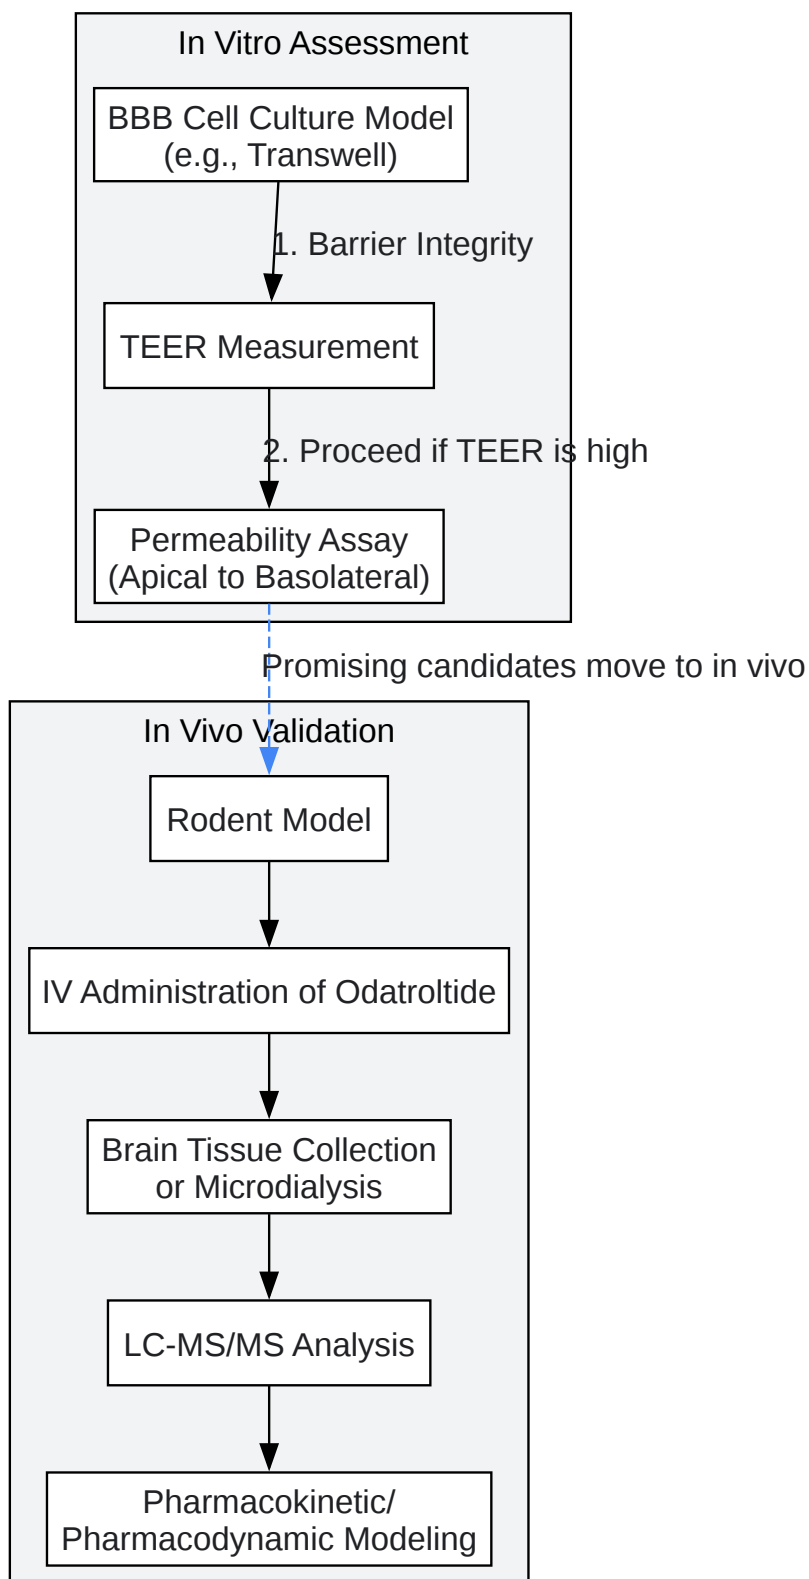 In Vitro Assessment
BBB Cell Culture Model
(e.g., Transwell)
1. Barrier Integrity
TEER Measurement
2. Proceed if TEER is high
Permeability Assay
(Apical to Basolateral)
Promising candidates move to in vivo
In Vivo Validation
Rodent Model
IV Administration of Odatroltide
Brain Tissue Collection
or Microdialysis
LC-MS/MS Analysis
Pharmacokinetic/
Pharmacodynamic Modeling